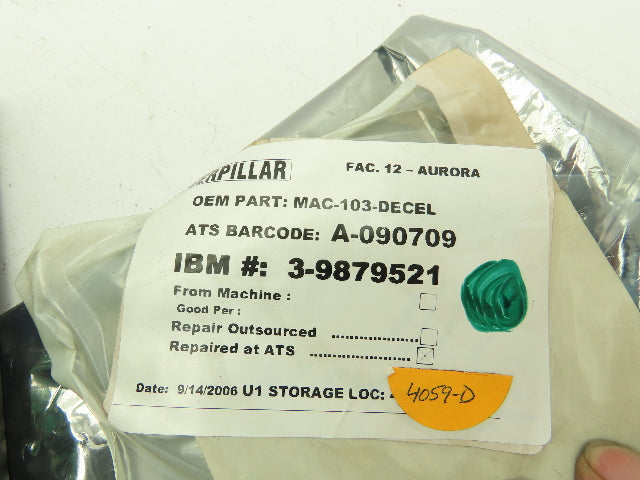 FAC. 12 - AURORA
OEM PART: MAC-103-DECEL
ATS BARCODE: A-090709
IBM #: 3-9879521
From Machine :
Good Per :
Repair Outsourced ....................
Repaired at ATS ....................
Date: 9/14/2006 U1 STORAGE LOC:
4059-D